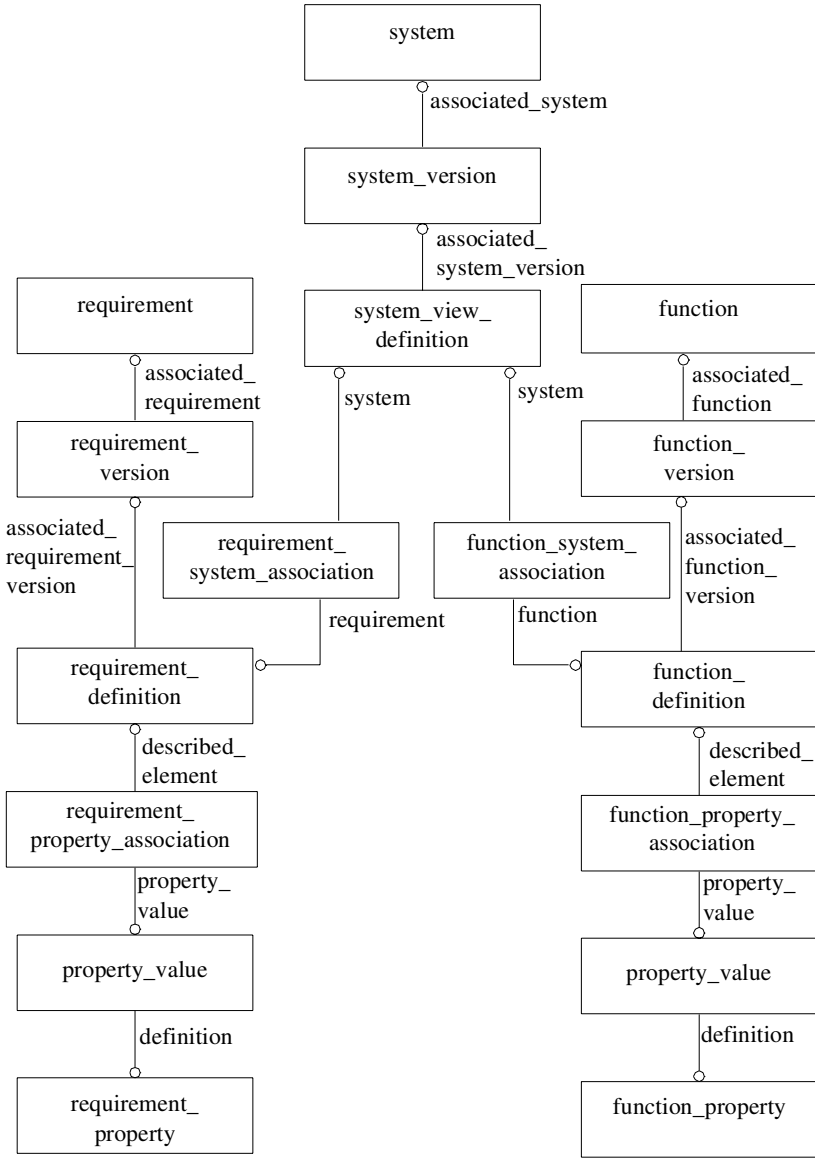 system
associated_system
system_version
associated_
system_version
requirement
system_view_
definition
function
associated_
requirement
system
system
associated_
function
requirement_
version
function_
version
associated_
requirement_
version
requirement_
system_association
function_system_
association
associated_
function_
version
requirement
function
requirement_
definition
function_
definition
described_
element
described_
element
requirement_
property_association
function_property_
association
property_
value
property_
value
property_value
property_value
definition
definition
requirement_
property
function_property